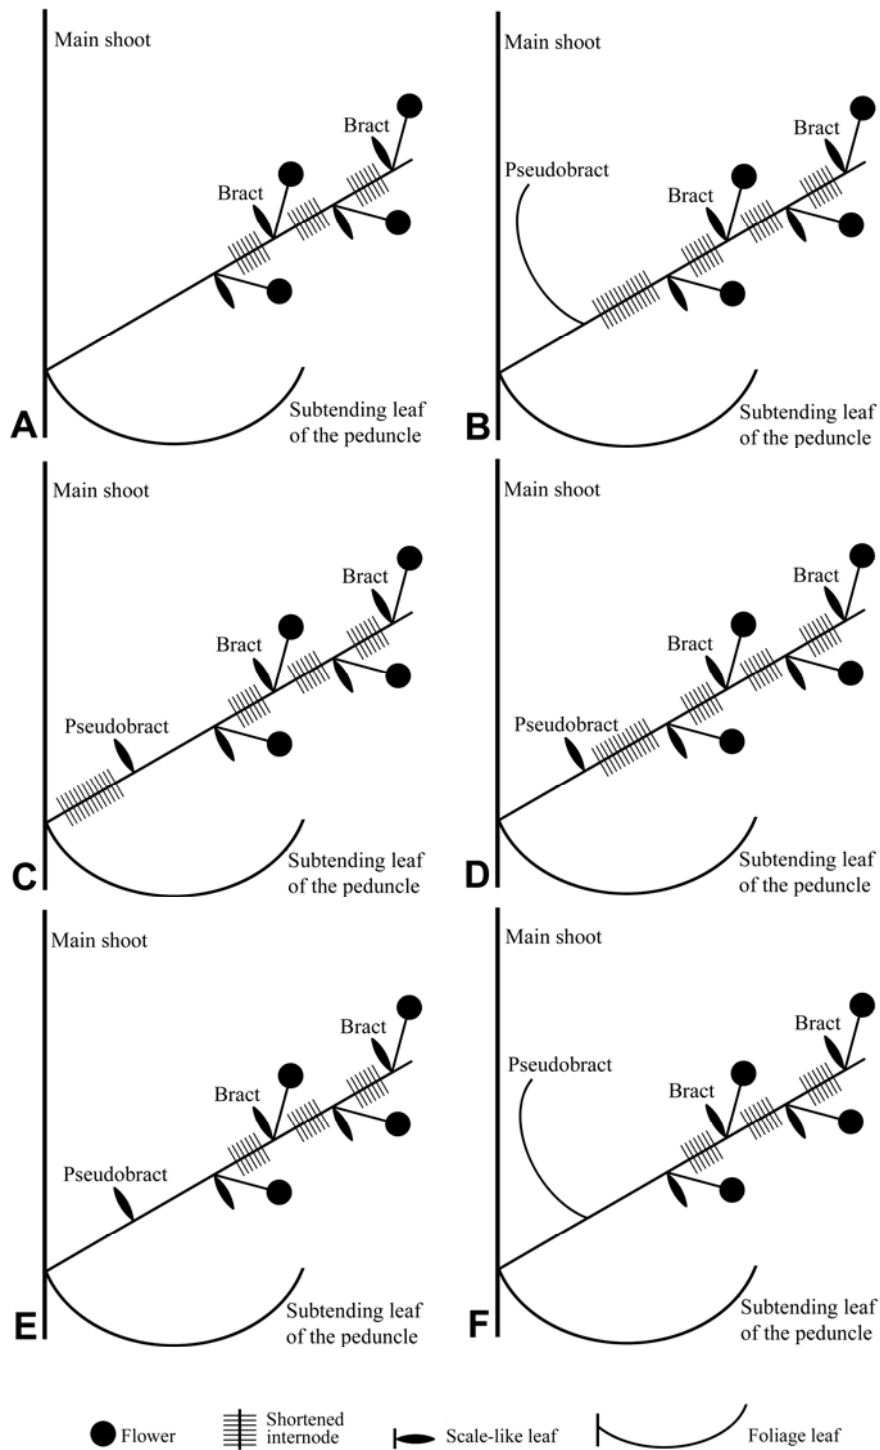 Main shoot
Bract
Bract
Subtending leaf
of the peduncle
A
Main shoot
Bract
Pseudobract
Bract
Subtending leaf
of the peduncle
B
Main shoot
Bract
Bract
Pseudobract
Subtending leaf
of the peduncle
C
Main shoot
Bract
Bract
Pseudobract
Subtending leaf
of the peduncle
D
Main shoot
Bract
Bract
Pseudobract
Subtending leaf
of the peduncle
E
Main shoot
Bract
Pseudobract
Bract
Subtending leaf
of the peduncle
F
Flower
Shortened
internode
Scale-like leaf
Foliage leaf